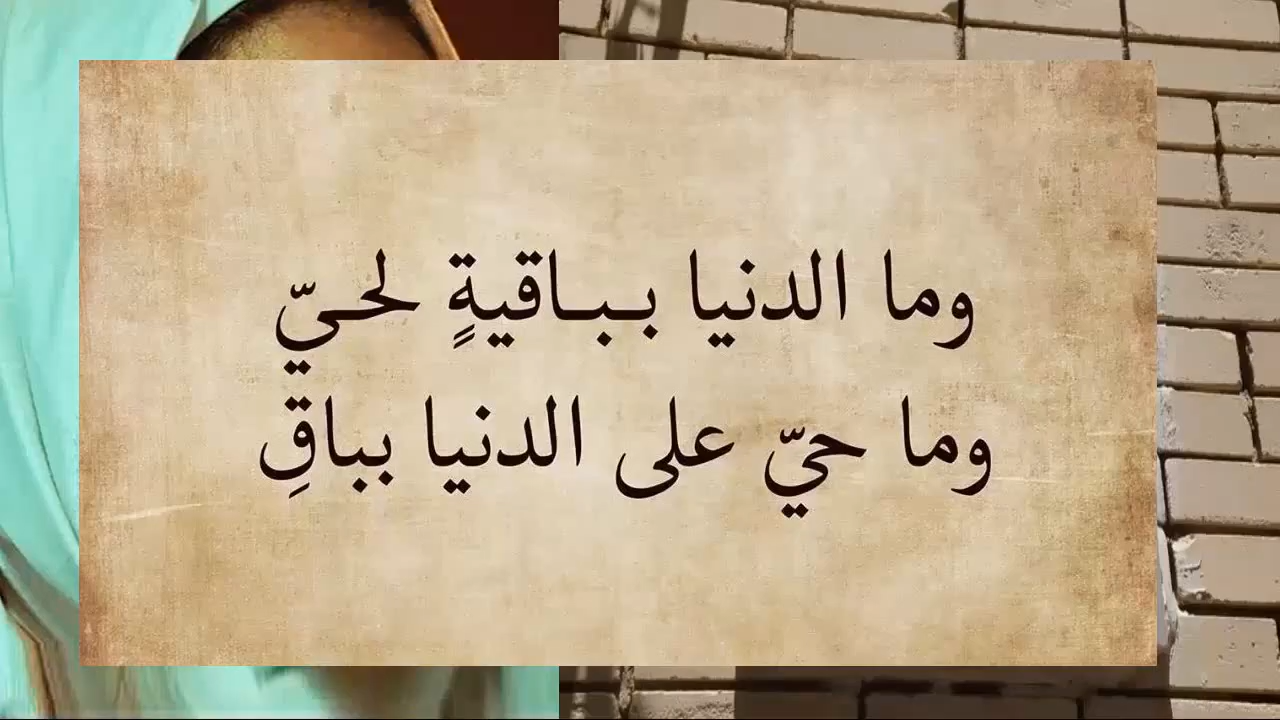 وما الدنيا بباقيةٍ لحيّ
وما حيّ على الدنيا بباقِ